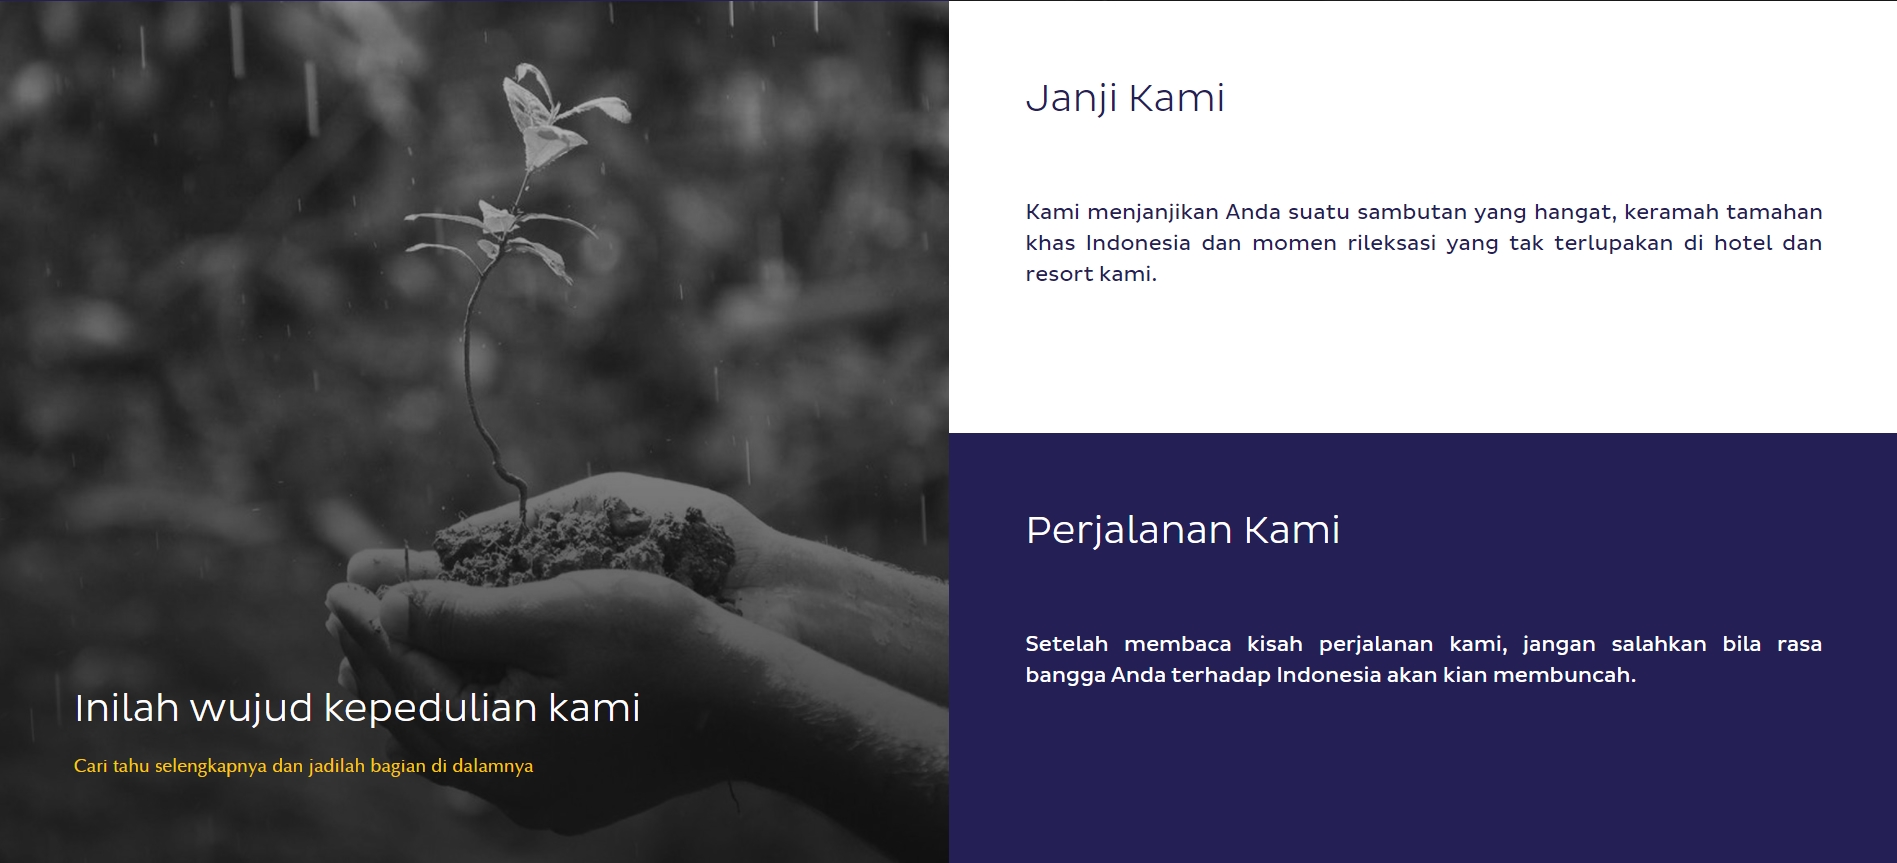 Inilah wujud kepedulian kami
Cari tahu selengkapnya dan jadilah bagian di dalamnya
Janji Kami
Kami menjanjikan Anda suatu sambutan yang hangat, keramah tamahan
khas Indonesia dan momen rileksasi yang tak terlupakan di hotel dan
resort kami.
Perjalanan Kami
Setelah membaca kisah perjalanan kami, jangan salahkan bila rasa
bangga Anda terhadap Indonesia akan kian membuncah.